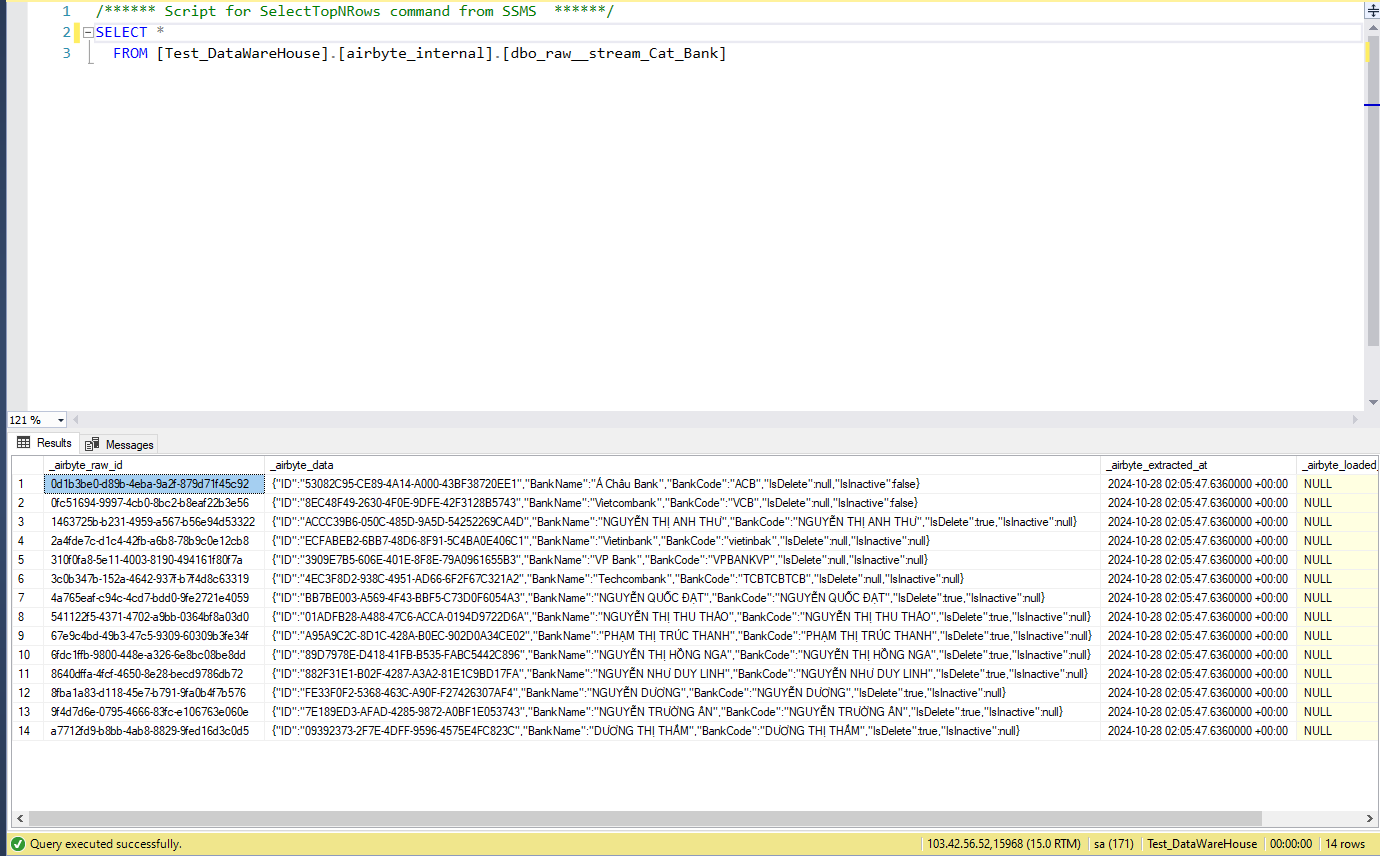 1 /****** Script for SelectTopNRows command from SSMS ******/
2 SELECT *
3 FROM [Test_DataWareHouse].[airbyte_internal].[dbo_raw__stream_Cat_Bank]
121 %
Results Messages
_airbyte_raw_id _airbyte_data _airbyte_extracted_at _airbyte_loaded_
1 0d1b3be0-d89b-4eba-9a2f-879d71f45c92 {"ID":"53082C95-CE89-4A14-A000-43BF38720EE1","BankName":"Á Châu Bank","BankCode":"ACB","IsDelete":null,"IsInactive":false} 2024-10-28 02:05:47.6360000 +00:00 NULL
2 0fc51694-9997-4cb0-8bc2-b8eaf22b3e56 {"ID":"8EC48F49-2630-4F0E-9DFE-42F3128B5743","BankName":"Vietcombank","BankCode":"VCB","IsDelete":null,"IsInactive":false} 2024-10-28 02:05:47.6360000 +00:00 NULL
3 1463725b-b231-4959-a567-b56e94d53322 {"ID":"ACCC39B6-050C-485D-9A5D-54252269CA4D","BankName":"NGUYỄN THỊ ANH THƯ","BankCode":"NGUYỄN THỊ ANH THƯ","IsDelete":true,"IsInactive":null} 2024-10-28 02:05:47.6360000 +00:00 NULL
4 2a4fde7c-d1c4-42fb-a6b8-78b9c0e12cb8 {"ID":"ECFABEB2-6BB7-48D6-8F91-5C4BA0E406C1","BankName":"Vietinbank","BankCode":"vietinbak","IsDelete":null,"IsInactive":null} 2024-10-28 02:05:47.6360000 +00:00 NULL
5 310f0fa8-5e11-4003-8190-494161f80f7a {"ID":"3909E7B5-606E-401E-8F8E-79A0961655B3","BankName":"VP Bank","BankCode":"VPBANKVP","IsDelete":null,"IsInactive":null} 2024-10-28 02:05:47.6360000 +00:00 NULL
6 3c0b347b-152a-4642-937f-b7f4d8c63319 {"ID":"4EC3F8D2-938C-4951-AD66-6F2F67C321A2","BankName":"Techcombank","BankCode":"TCBTCBTCB","IsDelete":null,"IsInactive":null} 2024-10-28 02:05:47.6360000 +00:00 NULL
7 4a765eaf-c94c-4cd7-bdd0-9fe2721e4059 {"ID":"BB7BE003-A569-4F43-BBF5-C73D0F6054A3","BankName":"NGUYỄN QUỐC ĐẠT","BankCode":"NGUYỄN QUỐC ĐẠT","IsDelete":true,"IsInactive":null} 2024-10-28 02:05:47.6360000 +00:00 NULL
8 541122f5-4371-4702-a9bb-0364bf8a03d0 {"ID":"01ADFB28-A488-47C6-ACCA-0194D9722D6A","BankName":"NGUYỄN THỊ THU THẢO","BankCode":"NGUYỄN THỊ THU THẢO","IsDelete":true,"IsInactive":null} 2024-10-28 02:05:47.6360000 +00:00 NULL
9 67e9c4bd-49b3-47c5-9309-60309b3fe34f {"ID":"A95A9C2C-8D1C-428A-B0EC-902D0A34CE02","BankName":"PHẠM THỊ TRÚC THANH","BankCode":"PHẠM THỊ TRÚC THANH","IsDelete":true,"IsInactive":null} 2024-10-28 02:05:47.6360000 +00:00 NULL
10 6fdc1ffb-9800-448e-a326-6e8bc08be8dd {"ID":"89D7978E-D418-41FB-B535-FABC5442C896","BankName":"NGUYỄN THỊ HỒNG NGA","BankCode":"NGUYỄN THỊ HỒNG NGA","IsDelete":true,"IsInactive":null} 2024-10-28 02:05:47.6360000 +00:00 NULL
11 8640dffa-4fcf-4650-8e28-becd9786db72 {"ID":"882F31E1-B02F-4287-A3A2-81E1C9BD17FA","BankName":"NGUYỄN NHƯ DUY LINH","BankCode":"NGUYỄN NHƯ DUY LINH","IsDelete":true,"IsInactive":null} 2024-10-28 02:05:47.6360000 +00:00 NULL
12 8fba1a83-d118-45e7-b791-9fa0b4f7b576 {"ID":"FE33F0F2-5368-463C-A90F-F27426307AF4","BankName":"NGUYỄN DƯƠNG","BankCode":"NGUYỄN DƯƠNG","IsDelete":true,"IsInactive":null} 2024-10-28 02:05:47.6360000 +00:00 NULL
13 9f4d7d6e-0795-4666-83fc-e106763e060e {"ID":"7E189ED3-AFAD-4285-9872-A0BF1E053743","BankName":"NGUYỄN TRƯỜNG ÂN","BankCode":"NGUYỄN TRƯỜNG ÂN","IsDelete":true,"IsInactive":null} 2024-10-28 02:05:47.6360000 +00:00 NULL
14 a7712fd9-b8bb-4ab8-8829-9fed16d3c0d5 {"ID":"09392373-2F7E-4DFF-9596-4575E4FC823C","BankName":"DƯƠNG THỊ THẮM","BankCode":"DƯƠNG THỊ THẮM","IsDelete":true,"IsInactive":null} 2024-10-28 02:05:47.6360000 +00:00 NULL
Query executed successfully. 103.42.56.52,15968 (15.0 RTM) sa (171) Test_DataWareHouse 00:00:00 14 rows